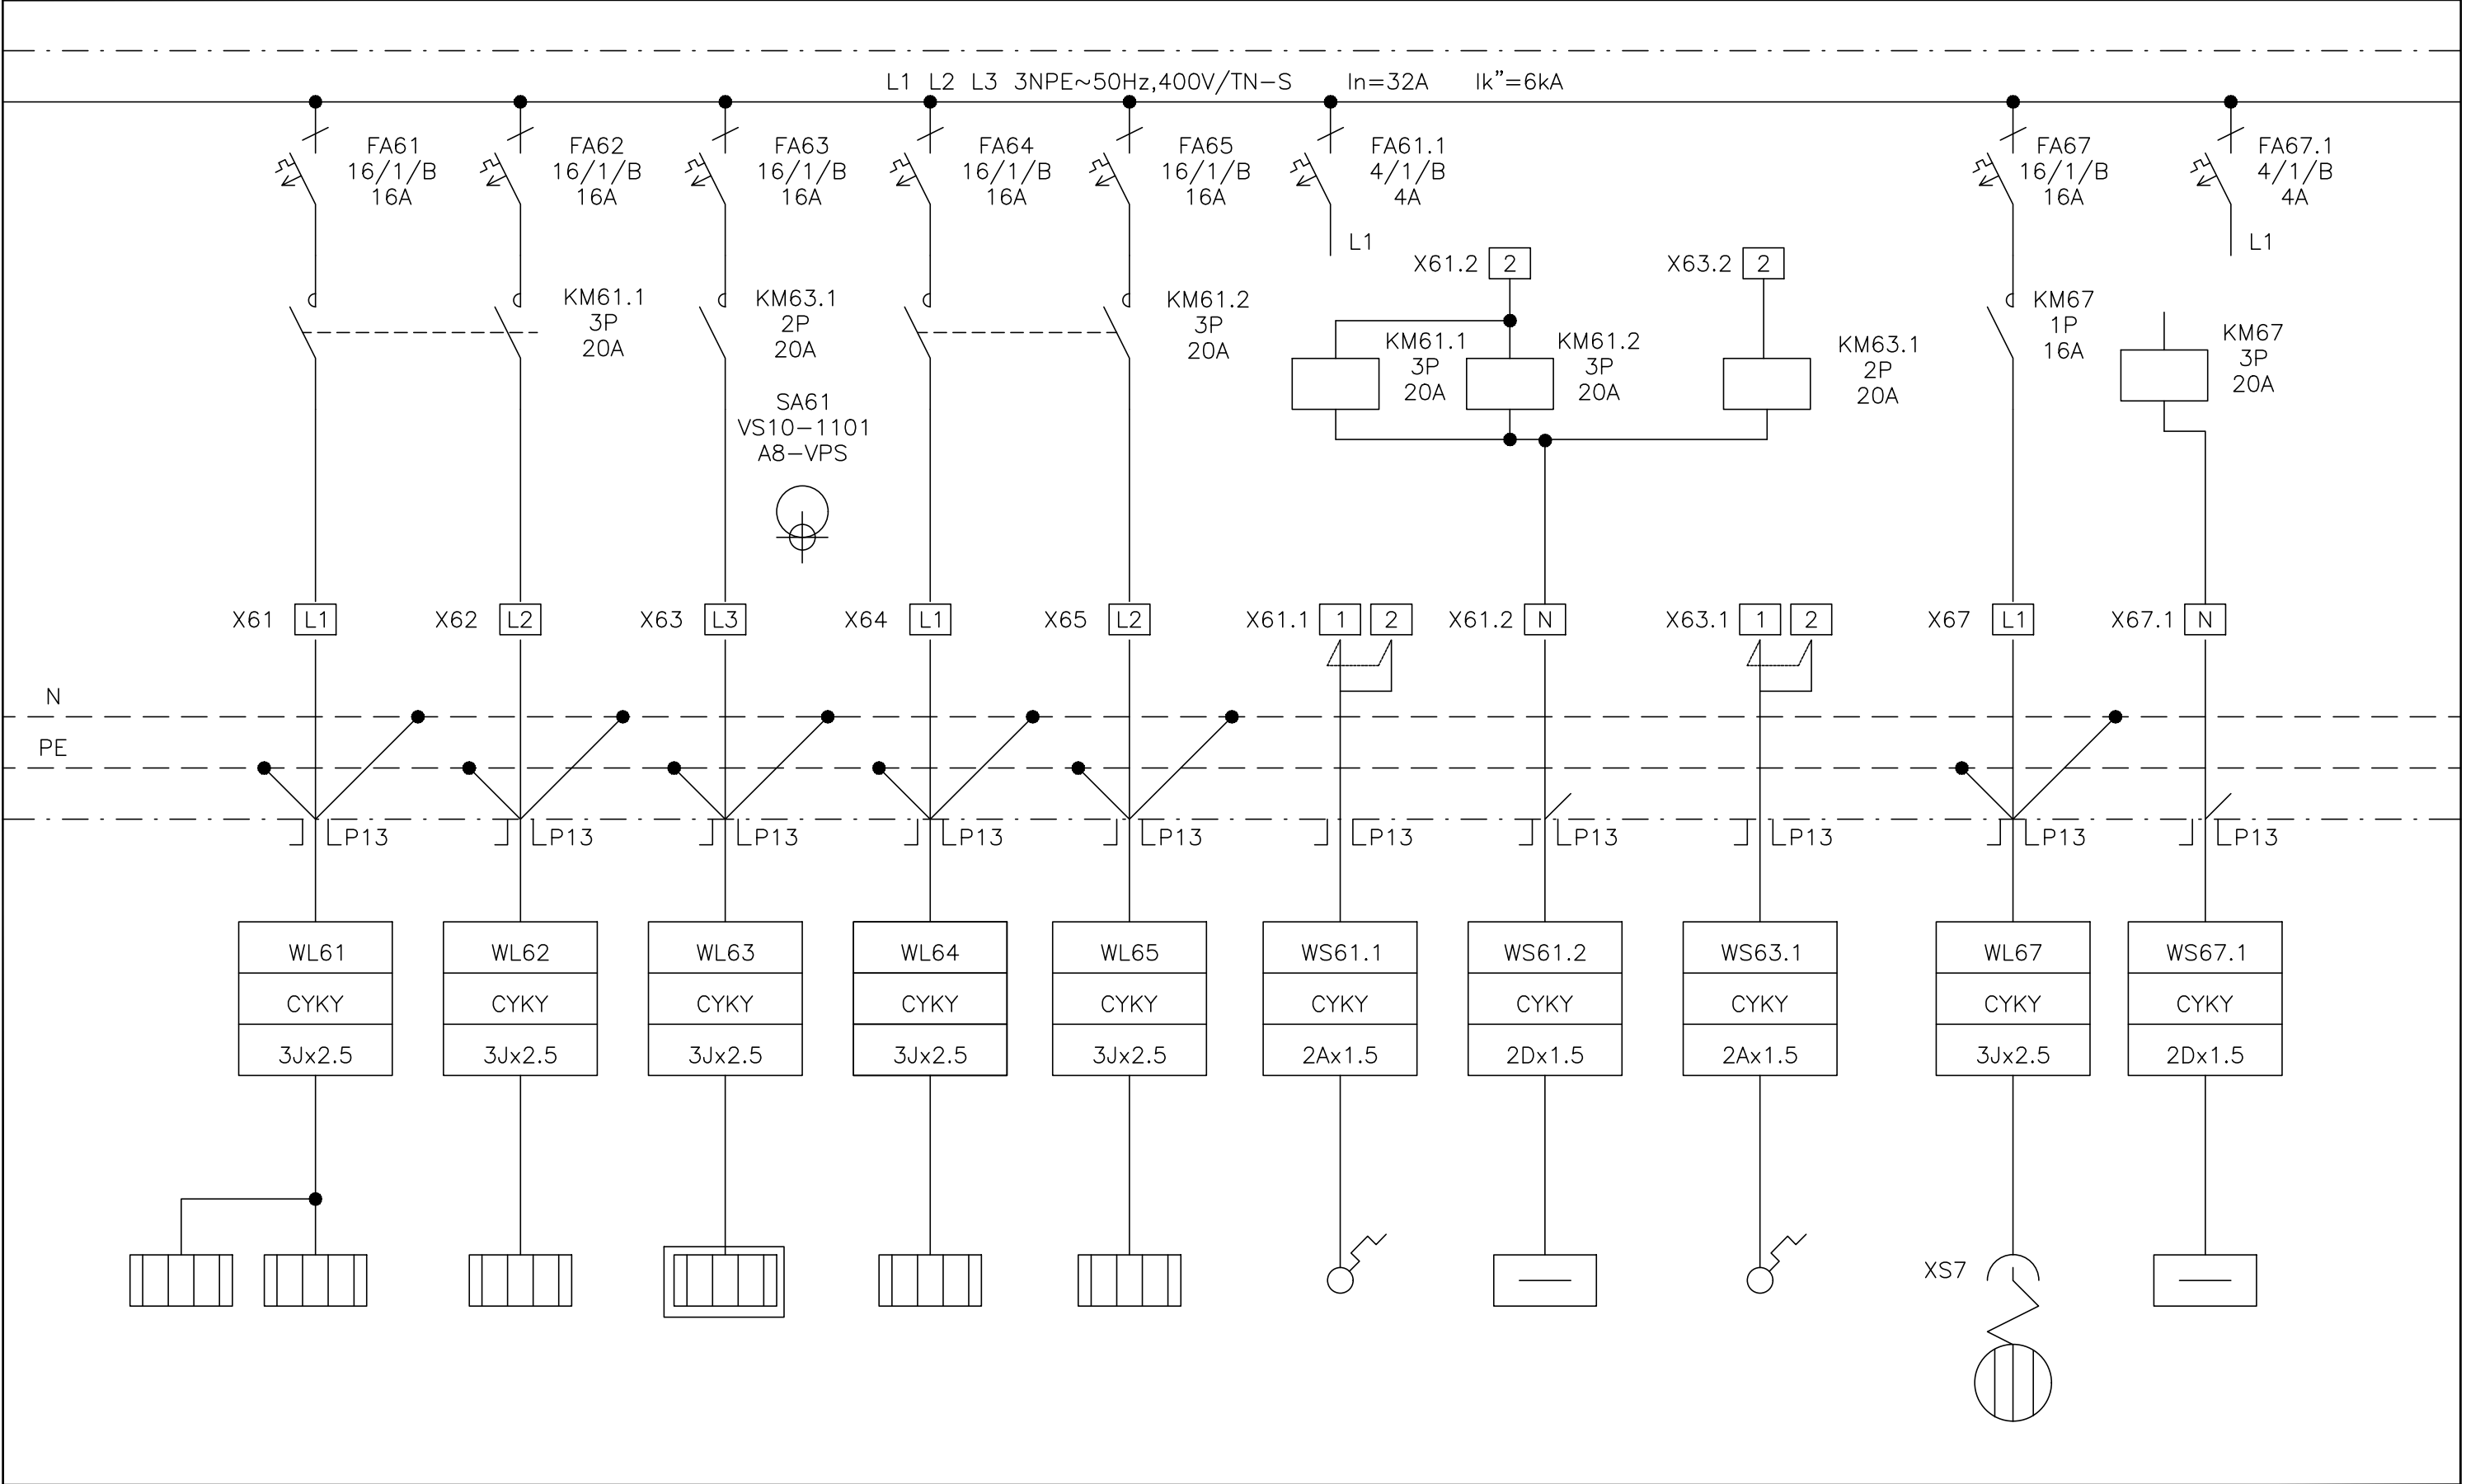 L1 L2 L3 3NPE~50Hz,400V/TN-S In=32A Ik"=6kA
FA61
16/1/B
16A
FA62
16/1/B
16A
FA63
16/1/B
16A
FA64
16/1/B
16A
FA65
16/1/B
16A
FA61.1
4/1/B
4A
L1
FA67
16/1/B
16A
FA67.1
4/1/B
4A
L1
X61.2 2
X63.2 2
KM61.1
3P
20A
KM63.1
2P
20A
KM61.2
3P
20A
KM61.1
3P
20A
KM61.2
3P
20A
KM63.1
2P
20A
KM67
1P
16A
KM67
3P
20A
SA61
VS10-1101
A8-VPS
X61 L1
X62 L2
X63 L3
X64 L1
X65 L2
X61.1 1 2
X61.2 N
X63.1 1 2
X67 L1
X67.1 N
N
PE
P13
P13
P13
P13
P13
P13
P13
P13
P13
P13
WL61
CYKY
3Jx2.5
WL62
CYKY
3Jx2.5
WL63
CYKY
3Jx2.5
WL64
CYKY
3Jx2.5
WL65
CYKY
3Jx2.5
WS61.1
CYKY
2Ax1.5
WS61.2
CYKY
2Dx1.5
WS63.1
CYKY
2Ax1.5
WL67
CYKY
3Jx2.5
WS67.1
CYKY
2Dx1.5
XS7